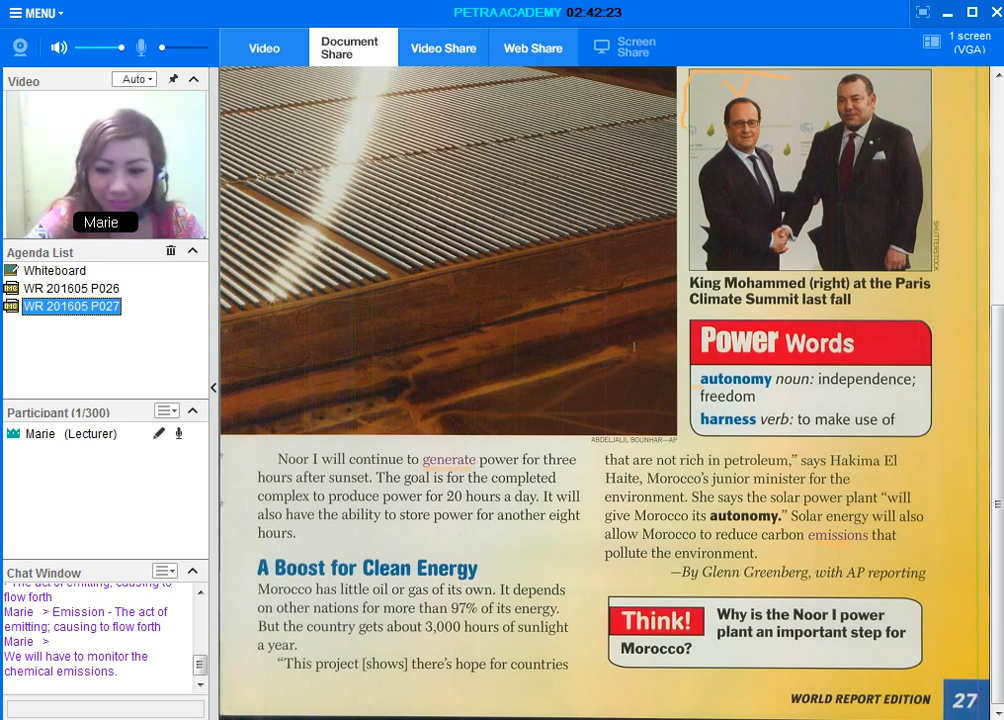 MENU
PETRA ACADEMY 02:42:23
Video
Document Share
Video Share
Web Share
Screen Share
1 screen (VGA)
Video
Auto
Marie
Agenda List
Whiteboard
WR 201605 P026
WR 201605 P027
Participant (1/300)
Marie (Lecturer)
Chat Window
flow forth
Marie > Emission - The act of
emitting; causing to flow forth
Marie >
We will have to monitor the
chemical emissions.
SHUTTERSTOCK
King Mohammed (right) at the Paris
Climate Summit last fall
Power Words
autonomy noun: independence;
freedom
harness verb: to make use of
ABDELJALIL BOUNHAR—AP
Noor I will continue to generate power for three
hours after sunset. The goal is for the completed
complex to produce power for 20 hours a day. It will
also have the ability to store power for another eight
hours.
A Boost for Clean Energy
Morocco has little oil or gas of its own. It depends
on other nations for more than 97% of its energy.
But the country gets about 3,000 hours of sunlight
a year.
“This project [shows] there’s hope for countries
that are not rich in petroleum,” says Hakima El
Haite, Morocco’s junior minister for the
environment. She says the solar power plant “will
give Morocco its autonomy.” Solar energy will also
allow Morocco to reduce carbon emissions that
pollute the environment.
—By Glenn Greenberg, with AP reporting
Think! Why is the Noor I power
plant an important step for
Morocco?
WORLD REPORT EDITION 27